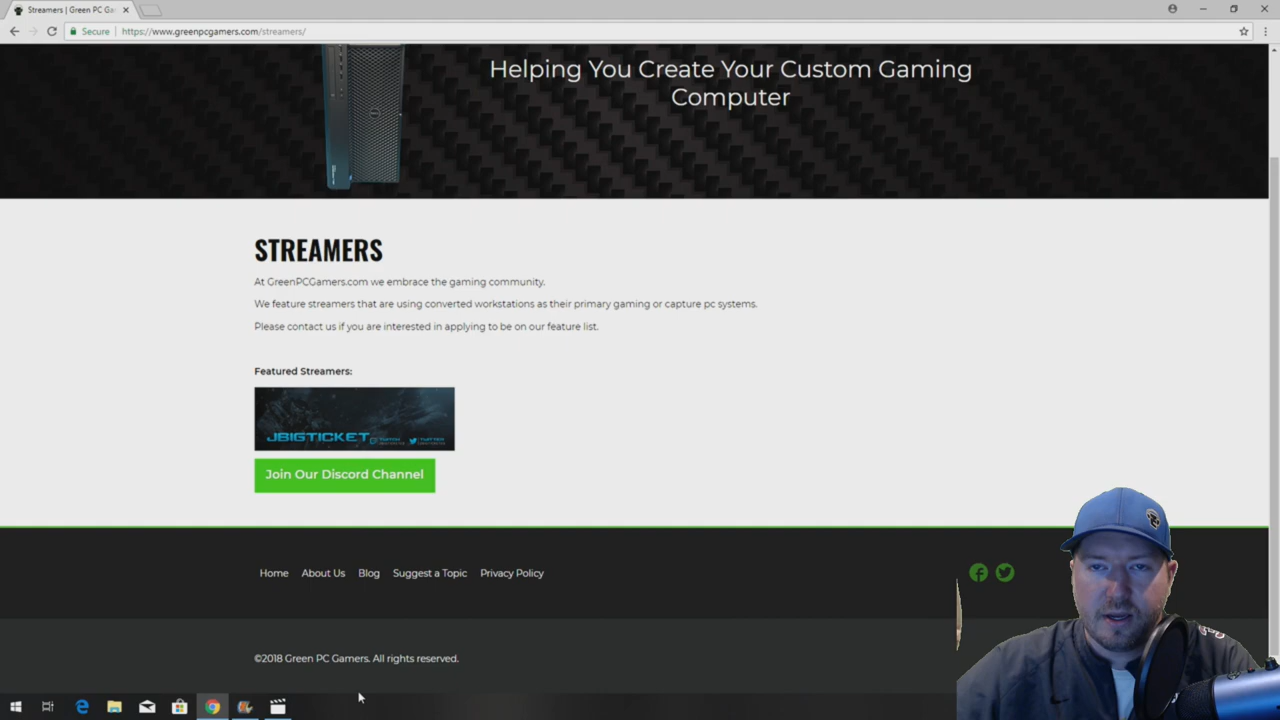 Streamers | Green PC Ga
Secure
https://www.greenpcgamers.com/streamers/
Helping You Create Your Custom Gaming
Computer
STREAMERS
At GreenPCGamers.com we embrace the gaming community.
We feature streamers that are using converted workstations as their primary gaming or capture pc systems.
Please contact us if you are interested in applying to be on our feature list.
Featured Streamers:
JBIGTICKET
Join Our Discord Channel
Home About Us Blog Suggest a Topic Privacy Policy
©2018 Green PC Gamers. All rights reserved.